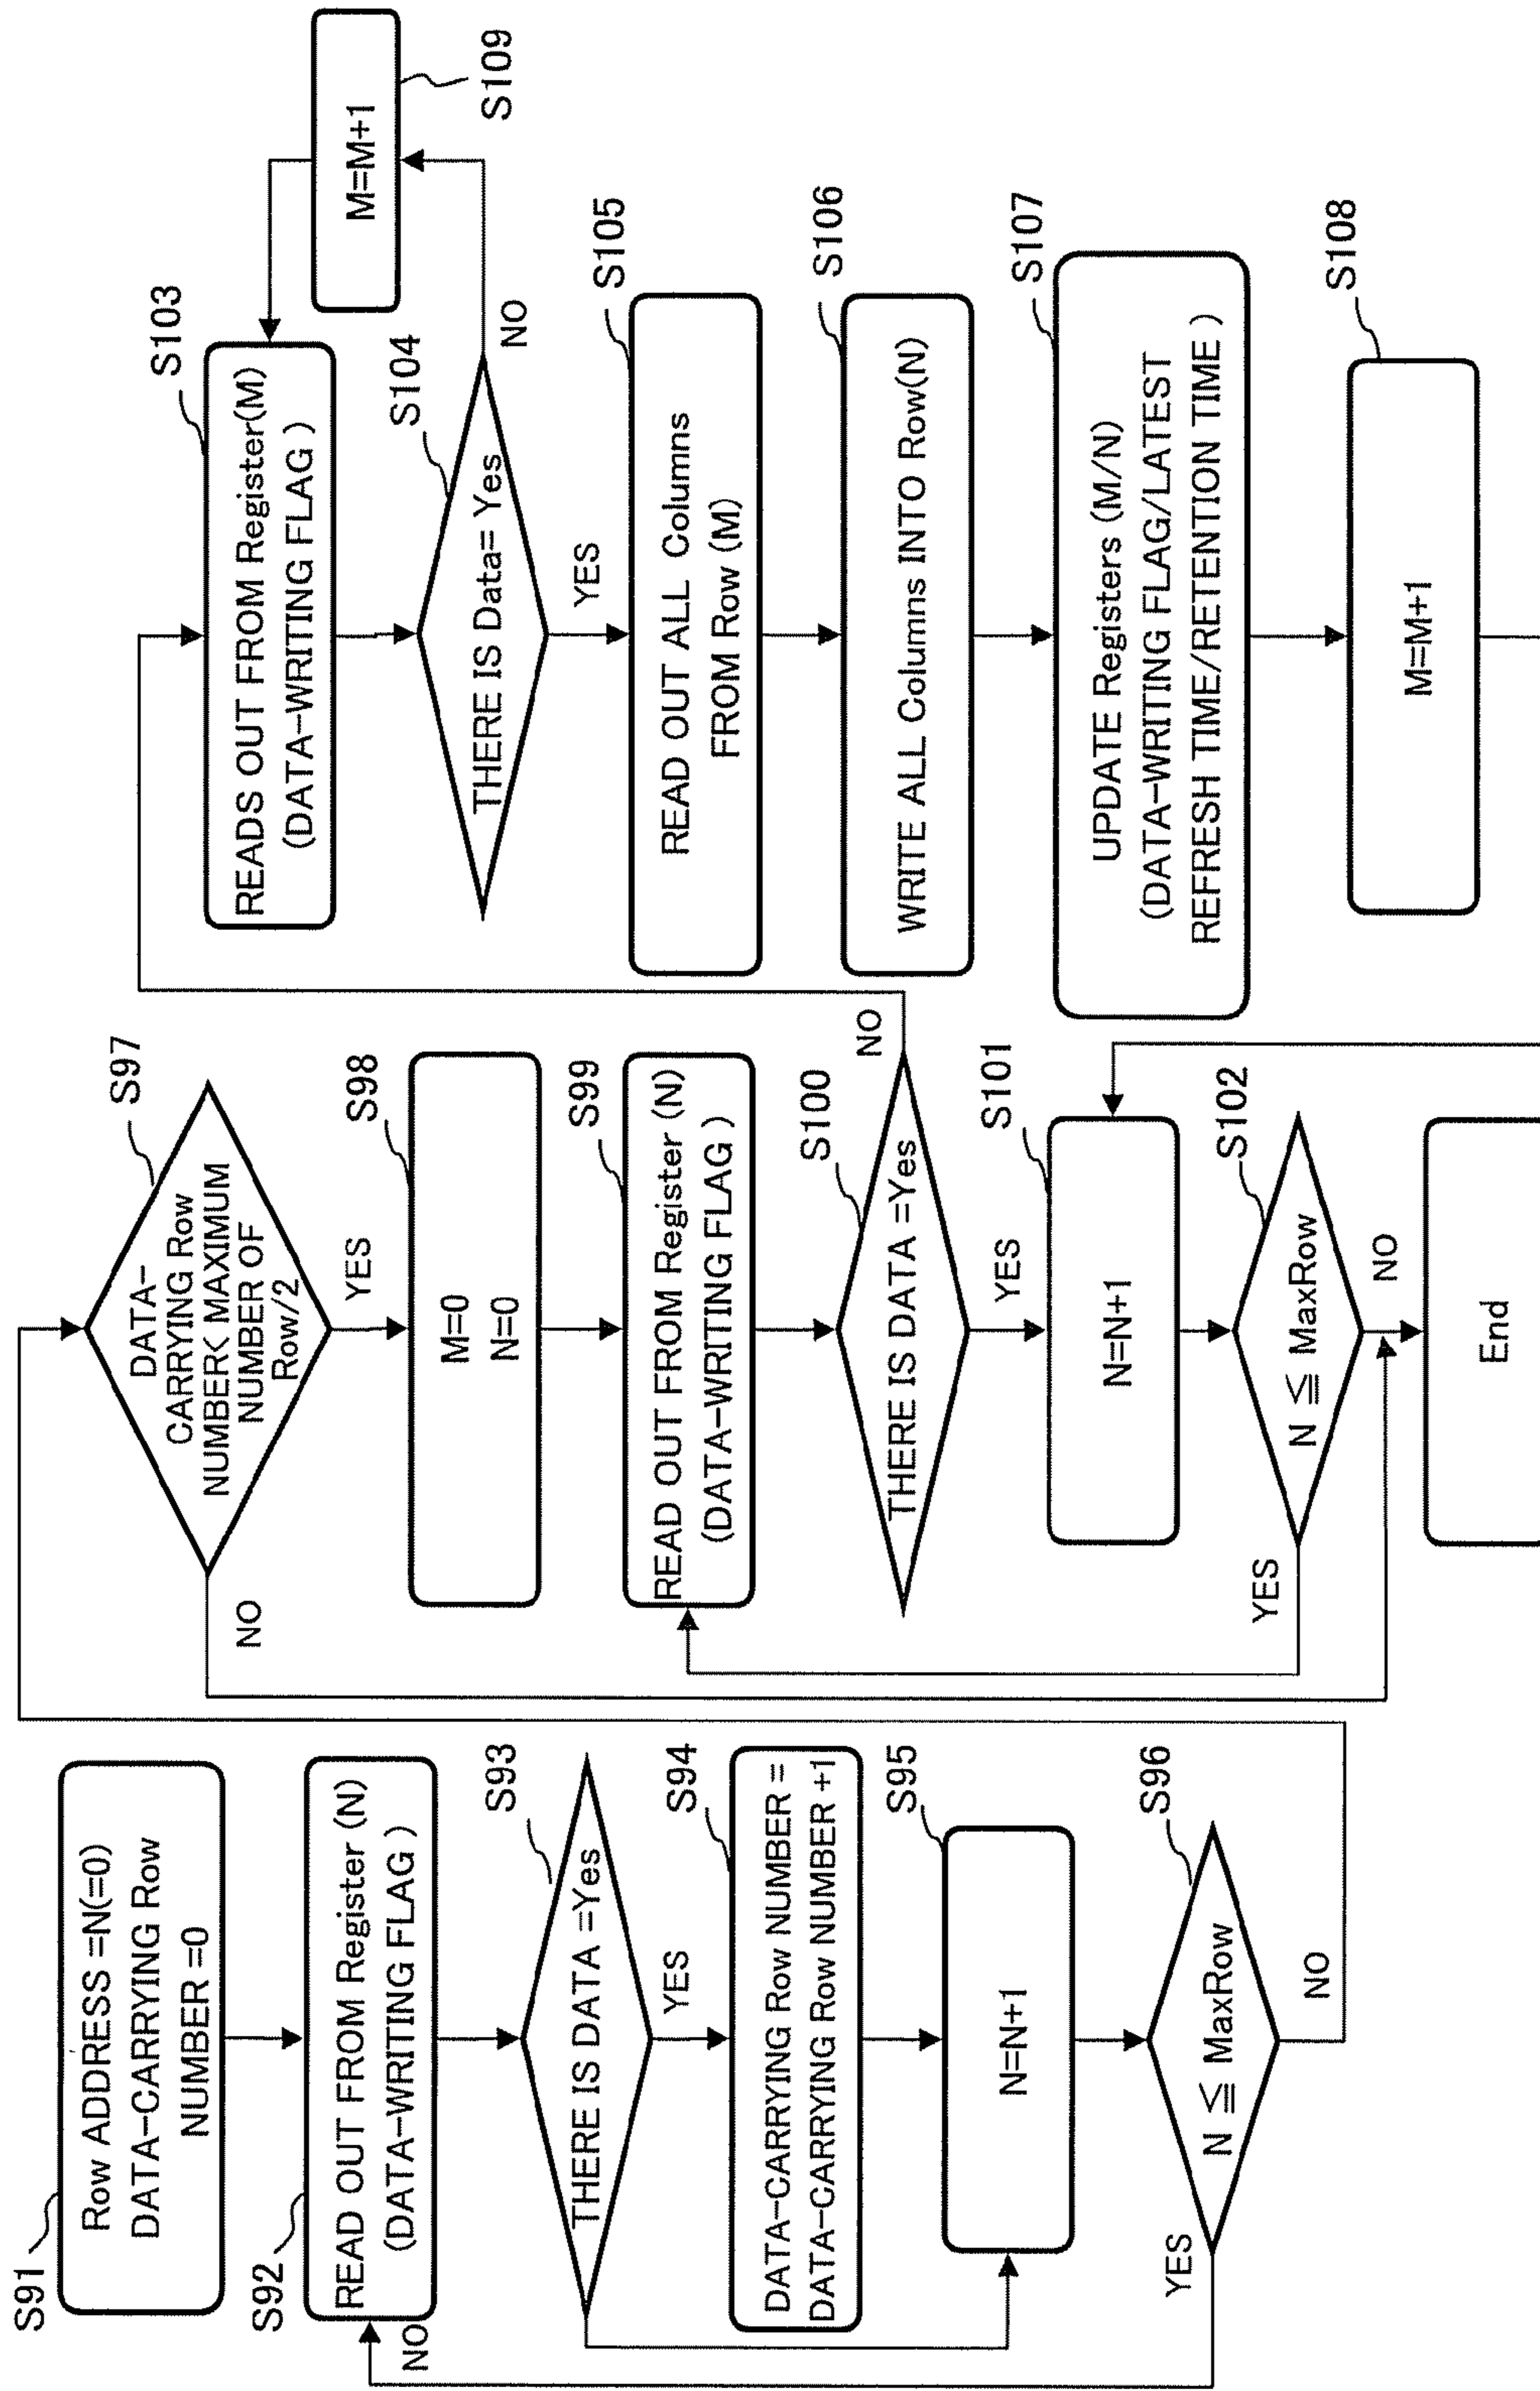 S91
Row ADDRESS =N(=0)
DATA-CARRYING Row
NUMBER =0
S92
READ OUT FROM Register (N)
(DATA-WRITING FLAG )
NO
S93
THERE IS DATA =Yes
YES
S94
DATA-CARRYING Row NUMBER =
DATA-CARRYING Row NUMBER +1
S95
N=N+1
S96
N ≦ MaxRow
YES
NO
S97
DATA-
CARRYING Row
NUMBER< MAXIMUM
NUMBER OF
Row/2
NO
YES
S98
M=0
N=0
S99
READ OUT FROM Register (N)
(DATA-WRITING FLAG )
S100
THERE IS DATA =Yes
NO
YES
S101
N=N+1
S102
N ≦ MaxRow
YES
NO
End
S103
READS OUT FROM Register(M)
(DATA-WRITING FLAG )
S104
THERE IS Data= Yes
NO
YES
S109
M=M+1
S105
READ OUT ALL Columns
FROM Row (M)
S106
WRITE ALL Columns INTO Row(N)
S107
UPDATE Registers (M/N)
(DATA-WRITING FLAG/LATEST
REFRESH TIME/RETENTION TIME )
S108
M=M+1